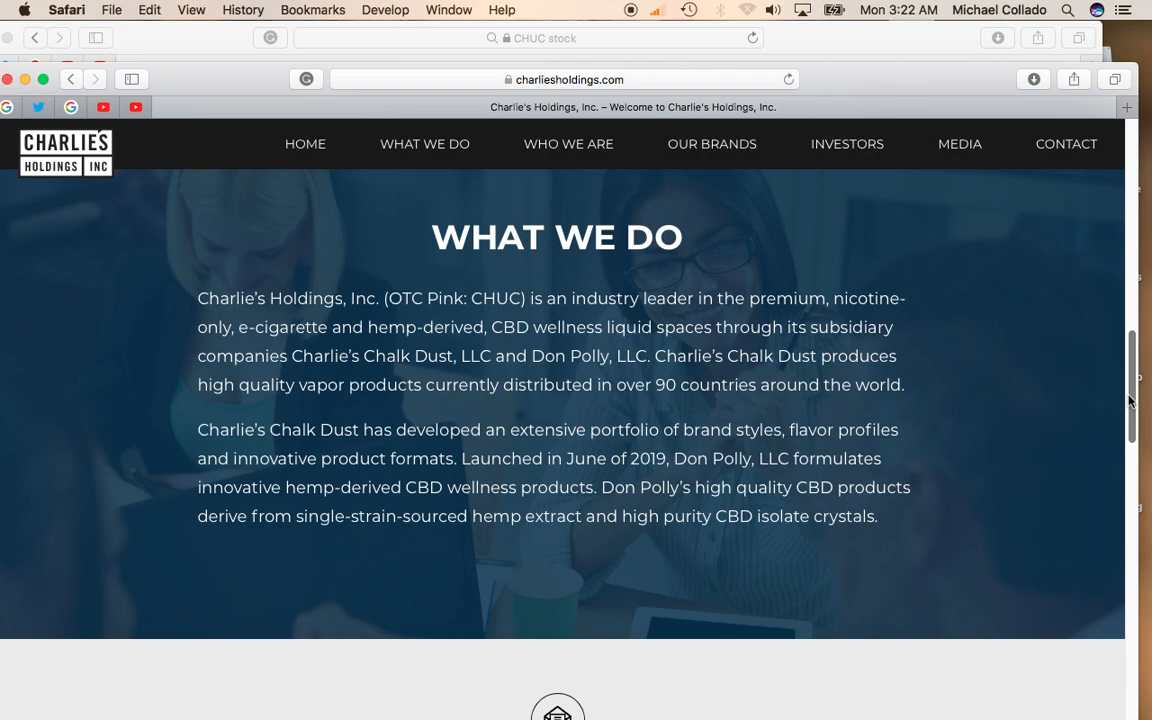 Safari File Edit View History Bookmarks Develop Window Help Mon 3:22 AM Michael Collado
CHUC stock
charliesholdings.com
Charlie's Holdings, Inc. – Welcome to Charlie's Holdings, Inc.
CHARLIE'S
HOLDINGS INC
HOME WHAT WE DO WHO WE ARE OUR BRANDS INVESTORS MEDIA CONTACT
WHAT WE DO
Charlie's Holdings, Inc. (OTC Pink: CHUC) is an industry leader in the premium, nicotine-
only, e-cigarette and hemp-derived, CBD wellness liquid spaces through its subsidiary
companies Charlie's Chalk Dust, LLC and Don Polly, LLC. Charlie's Chalk Dust produces
high quality vapor products currently distributed in over 90 countries around the world.
Charlie's Chalk Dust has developed an extensive portfolio of brand styles, flavor profiles
and innovative product formats. Launched in June of 2019, Don Polly, LLC formulates
innovative hemp-derived CBD wellness products. Don Polly's high quality CBD products
derive from single-strain-sourced hemp extract and high purity CBD isolate crystals.